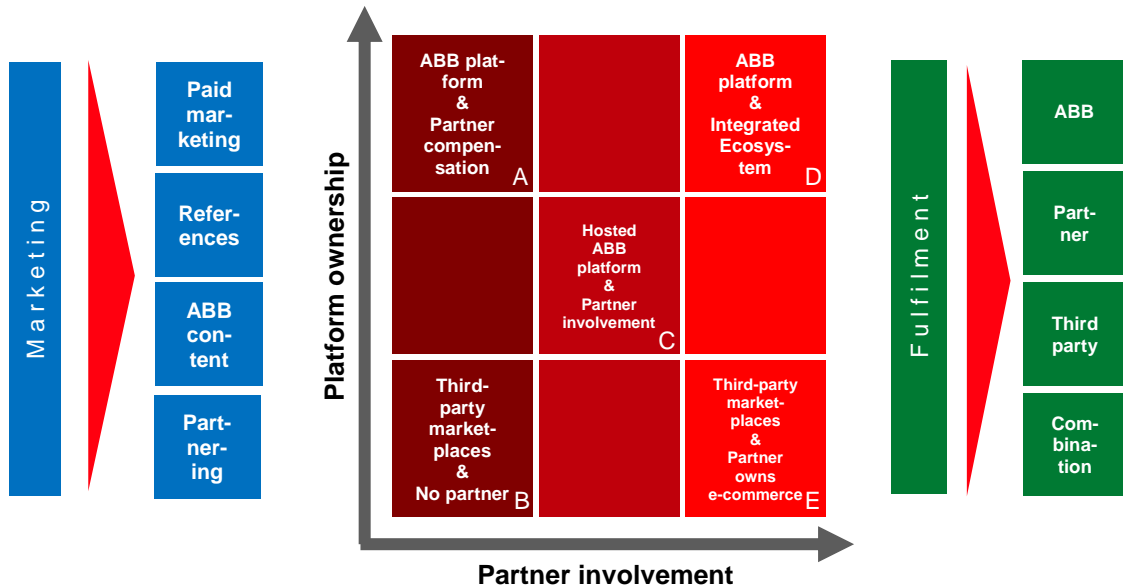 Marketing
Paid
mar-
keting
Refer-
ences
ABB
con-
tent
Part-
ner-
ing
Platform ownership
ABB plat-
form
&
Partner
compen-
sation
A
ABB
platform
&
Integrated
Ecosys-
tem
D
Hosted
ABB
platform
&
Partner
involvement
C
Third-
party
market-
places
&
No partner
B
Third-party
market-
places
&
Partner
owns
e-commerce
E
Partner involvement
Fulfilment
ABB
Part-
ner
Third
party
Com-
bina-
tion